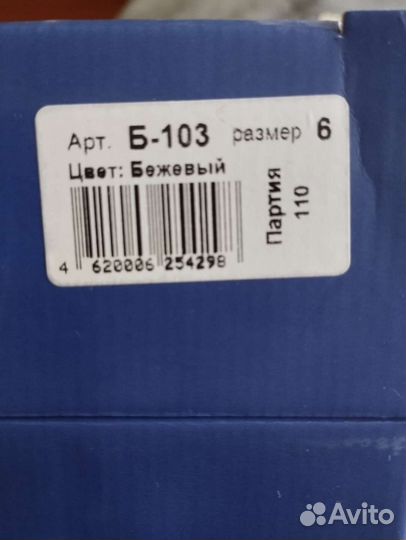 Арт. Б-103 размер 6
Цвет: Бежевый
Партия
110
4 620006 254298
Avito